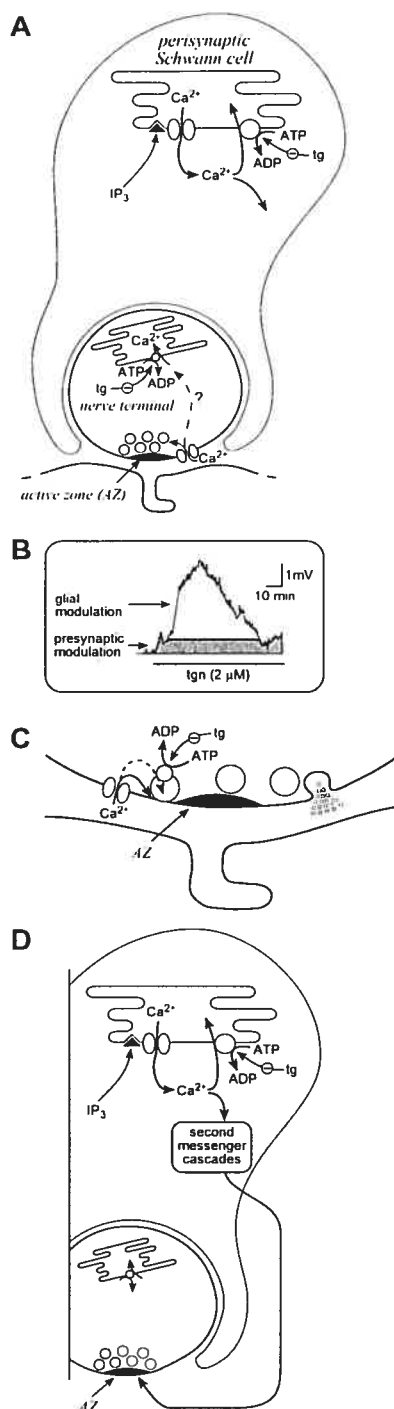 A
perisynaptic
Schwann cell
Ca2+
ATP
ADP
tg
IP3
Ca2+
Ca2+
ATP
ADP
tg
?
nerve terminal
Ca2+
active zone (AZ)
B
1mV
10 min
glial
modulation
presynaptic
modulation
tgn (2 μM)
C
ADP
tg
ATP
Ca2+
AZ
D
Ca2+
ATP
ADP
tg
IP3
Ca2+
second
messenger
cascades
AZ